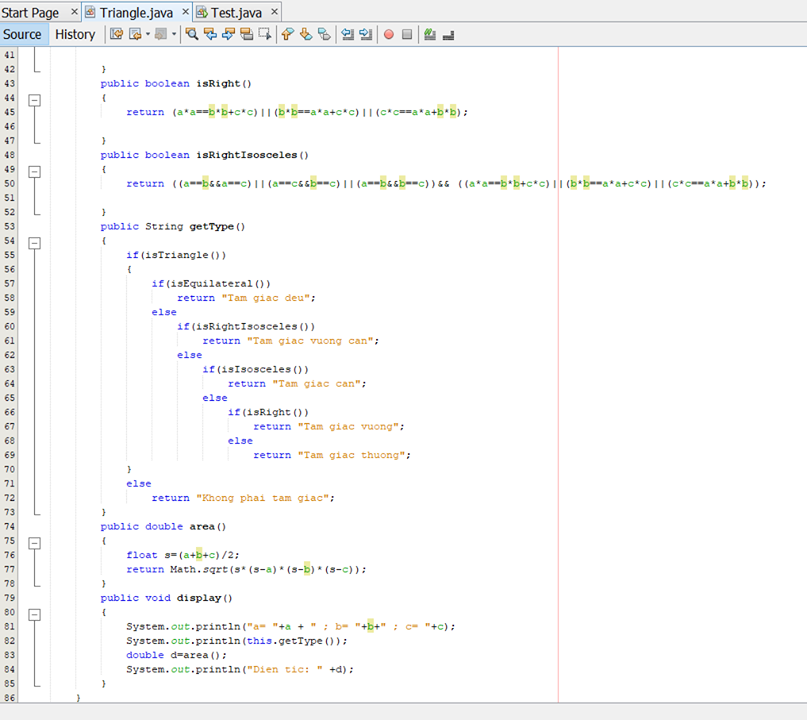 Start Page × Triangle.java × Test.java ×
Source History
41
42 }
43 public boolean isRight()
44 {
45 return (a*a==b*b+c*c)||(b*b==a*a+c*c)||(c*c==a*a+b*b);
46
47 }
48 public boolean isRightIsosceles()
49 {
50 return ((a==b&&a==c)||(a==c&&b==c)||(a==b&&b==c))&& ((a*a==b*b+c*c)||(b*b==a*a+c*c)||(c*c==a*a+b*b));
51
52 }
53 public String getType()
54 {
55 if(isTriangle())
56 {
57 if(isEquilateral())
58 return "Tam giac deu";
59 else
60 if(isRightIsosceles())
61 return "Tam giac vuong can";
62 else
63 if(isIsosceles())
64 return "Tam giac can";
65 else
66 if(isRight())
67 return "Tam giac vuong";
68 else
69 return "Tam giac thuong";
70 }
71 else
72 return "Khong phai tam giac";
73 }
74 public double area()
75 {
76 float s=(a+b+c)/2;
77 return Math.sqrt(s*(s-a)*(s-b)*(s-c));
78 }
79 public void display()
80 {
81 System.out.println("a= "+a + " ; b= "+b+" ; c= "+c);
82 System.out.println(this.getType());
83 double d=area();
84 System.out.println("Dien tic: " +d);
85 }
86 }